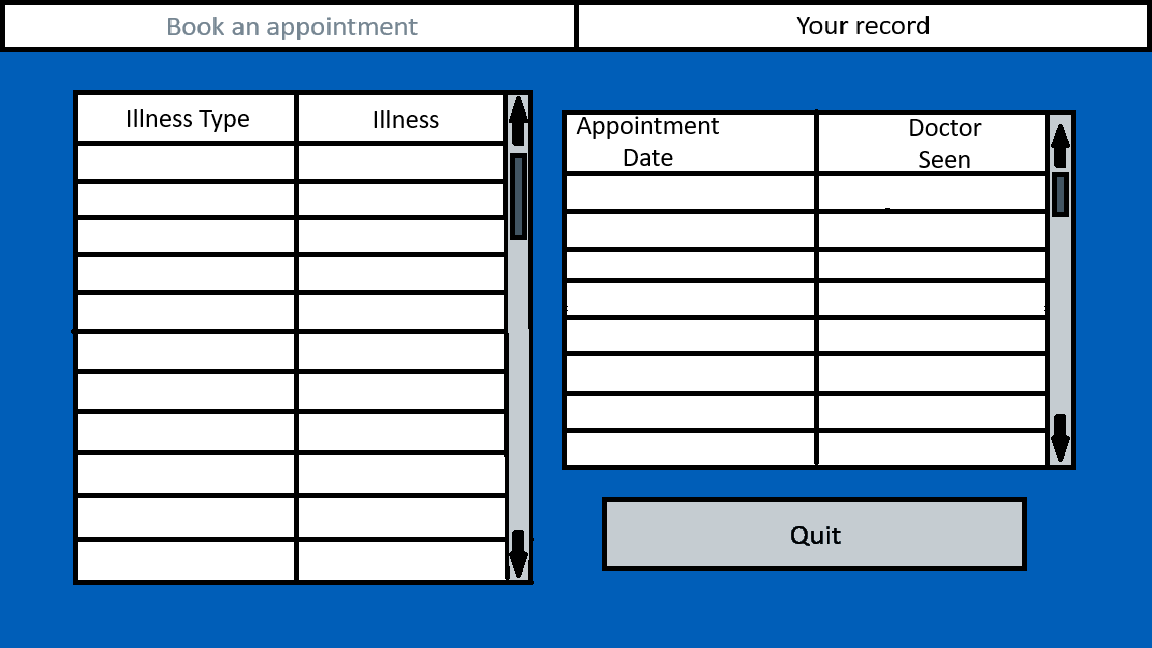 Book an appointment
Your record
Illness Type
Illness
Appointment
Date
Doctor
Seen
Quit